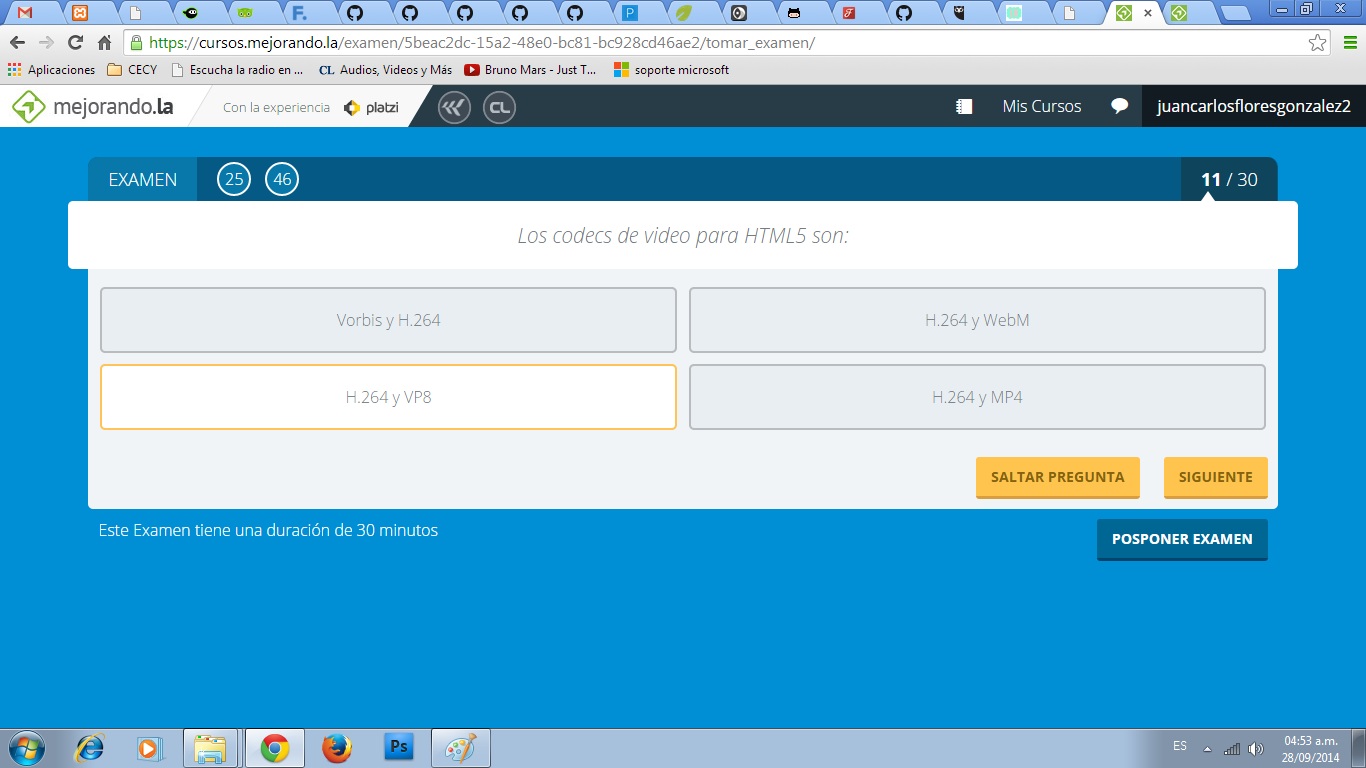 https://cursos.mejorando.la/examen/5beac2dc-15a2-48e0-bc81-bc928cd46ae2/tomar_examen/
Aplicaciones CECY Escucha la radio en ... CL Audios, Videos y Más Bruno Mars - Just T... soporte microsoft
mejorando.la Con la experiencia platzi CL Mis Cursos juancarlosfloresgonzalez2
EXAMEN 25 46 11 / 30
Los codecs de video para HTML5 son:
Vorbis y H.264 H.264 y WebM
H.264 y VP8 H.264 y MP4
SALTAR PREGUNTA SIGUIENTE
Este Examen tiene una duración de 30 minutos
POSPONER EXAMEN
Ps ES 04:53 a.m.
28/09/2014